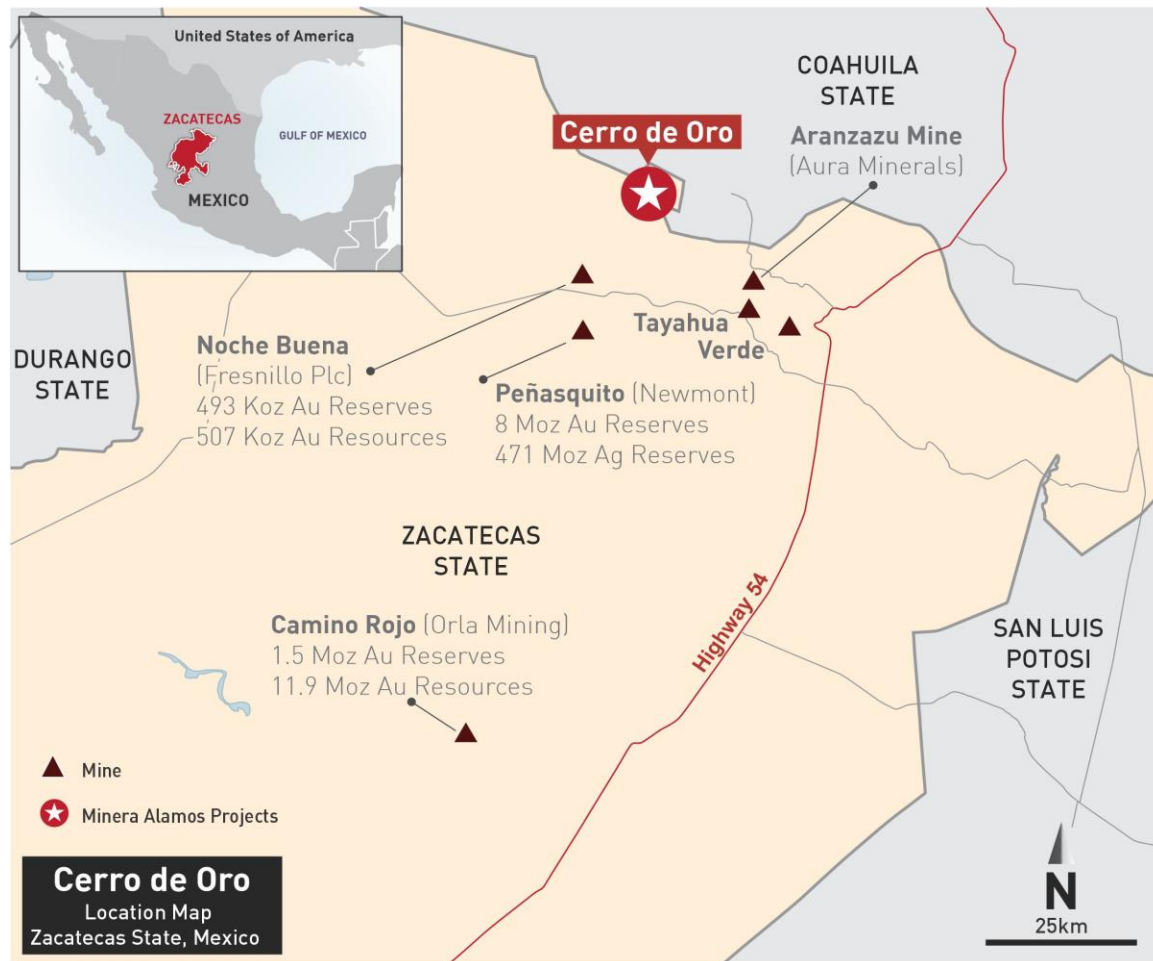 United States of America
ZACATECAS
GULF OF MEXICO
MEXICO
COAHUILA
STATE
Cerro de Oro
Aranzazu Mine
(Aura Minerals)
DURANGO
STATE
Noche Buena
(Fresnillo Plc)
493 Koz Au Reserves
507 Koz Au Resources
Tayahua
Verde
Peñasquito (Newmont)
8 Moz Au Reserves
471 Moz Ag Reserves
ZACATECAS
STATE
Camino Rojo (Orla Mining)
1.5 Moz Au Reserves
11.9 Moz Au Resources
Highway 54
SAN LUIS
POTOSI
STATE
Mine
Minera Alamos Projects
Cerro de Oro
Location Map
Zacatecas State, Mexico
N
25km